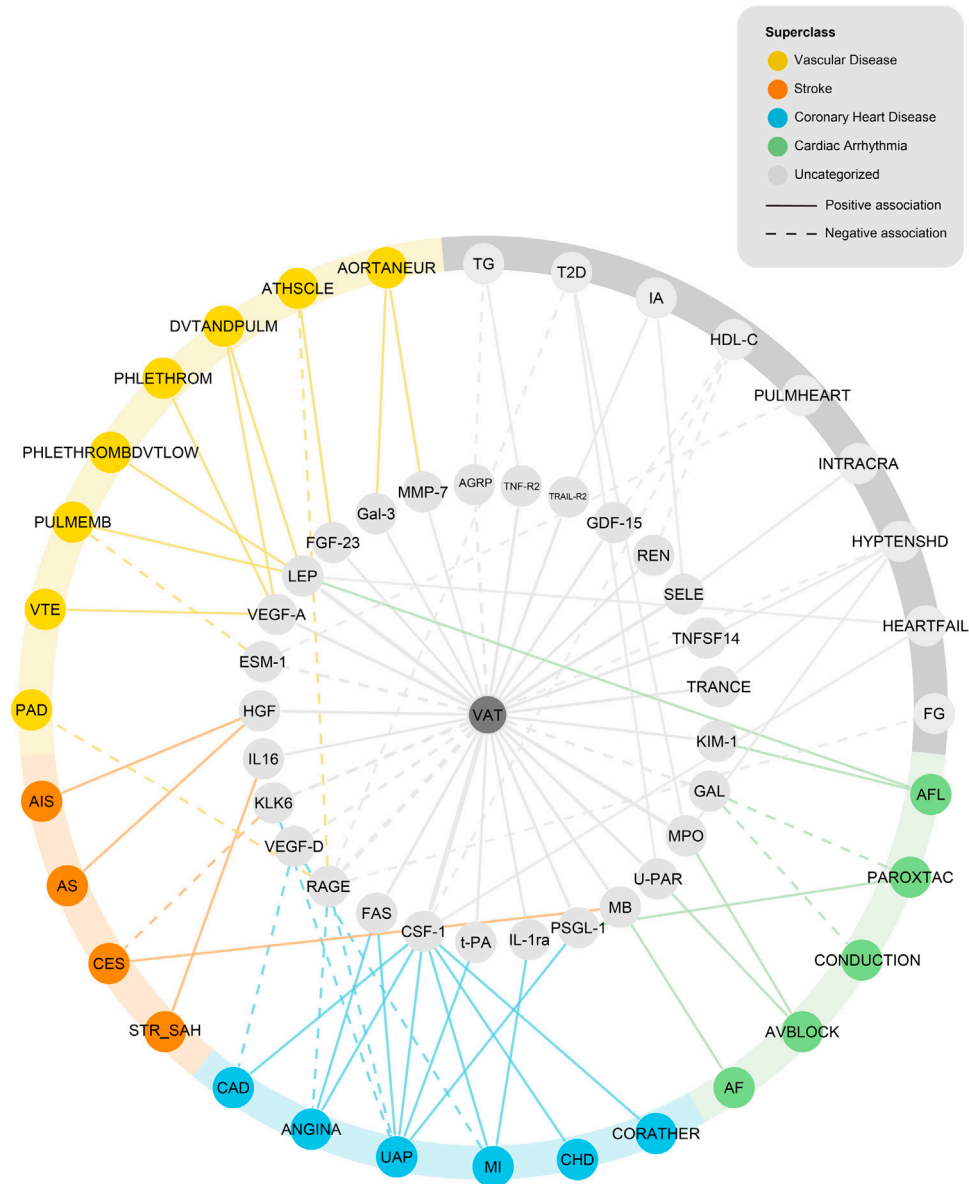 Superclass
Vascular Disease
Stroke
Coronary Heart Disease
Cardiac Arrhythmia
Uncategorized
Positive association
Negative association
TG
T2D
IA
HDL-C
PULMHEART
INTRACRA
HYPTENSHD
HEARTFAIL
FG
AFL
PAROXTAC
CONDUCTION
AVBLOCK
AF
CORATHER
CHD
MI
UAP
ANGINA
CAD
STR_SAH
CES
AS
AIS
PAD
VTE
PULMEMB
PHLETHROMBDVTLOW
PHLETHROM
DVTANDPULM
ATHSCLE
AORTANEUR
AGRP
TNF-R2
TRAIL-R2
GDF-15
REN
SELE
TNFSF14
TRANCE
KIM-1
GAL
MPO
U-PAR
MB
PSGL-1
IL-1ra
t-PA
CSF-1
FAS
RAGE
VEGF-D
KLK6
IL16
HGF
ESM-1
VEGF-A
LEP
FGF-23
Gal-3
MMP-7
VAT